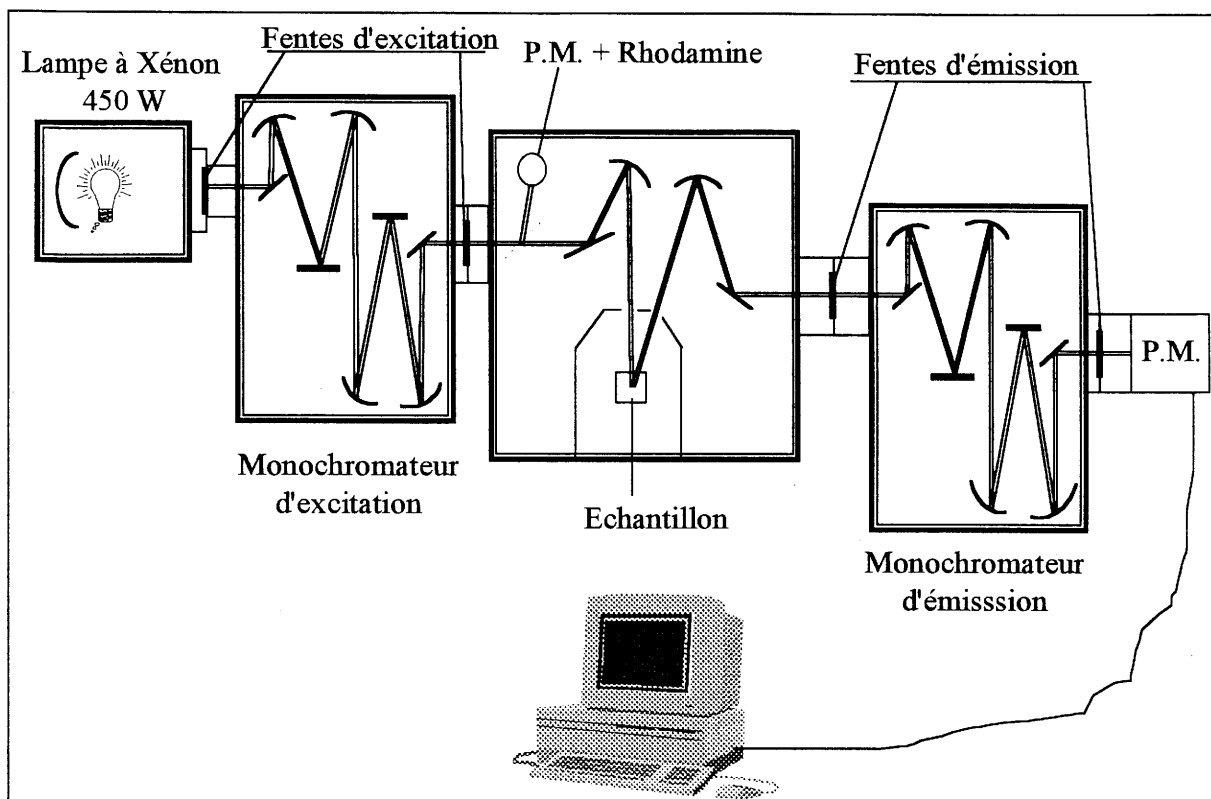 Fentes d'excitation
P.M. + Rhodamine
Fentes d'émission
Lampe à Xénon
450 W
P.M.
Monochromateur
d'excitation
Echantillon
Monochromateur
d'émisssion